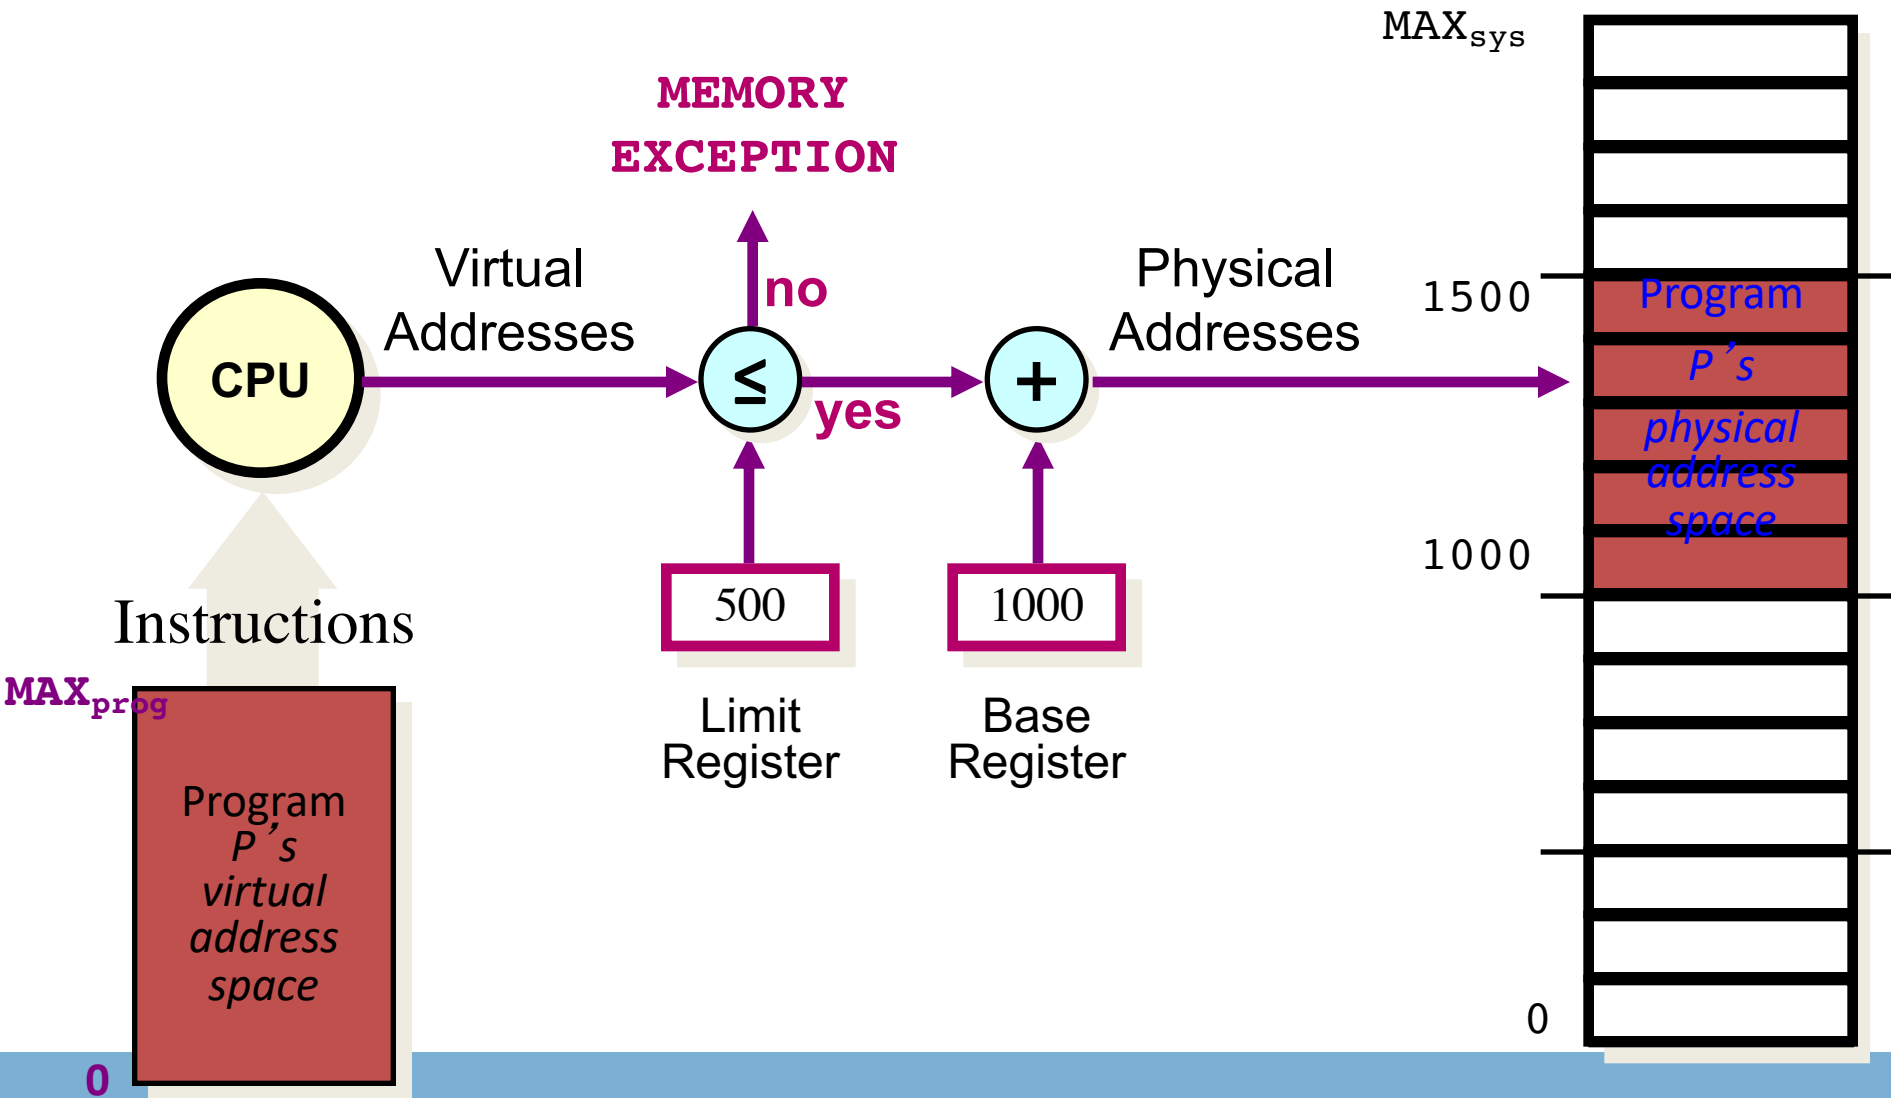 MAXsys
MEMORY
EXCEPTION
Virtual
Addresses
no
Physical
Addresses
1500
Program
P´s
physical
address
space
CPU
≤
yes
+
1000
500
1000
Instructions
MAXprog
Limit
Register
Base
Register
Program
P´s
virtual
address
space
0
0